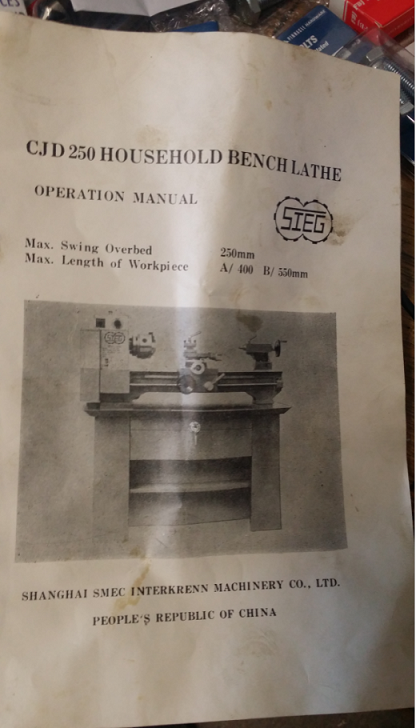 CJD 250 HOUSEHOLD BENCH LATHE
OPERATION MANUAL
SIEG
Max. Swing Overbed 250mm
Max. Length of Workpiece A/ 400 B/ 550mm
SHANGHAI SMEC INTERKRENN MACHINERY CO., LTD.
PEOPLE'S REPUBLIC OF CHINA